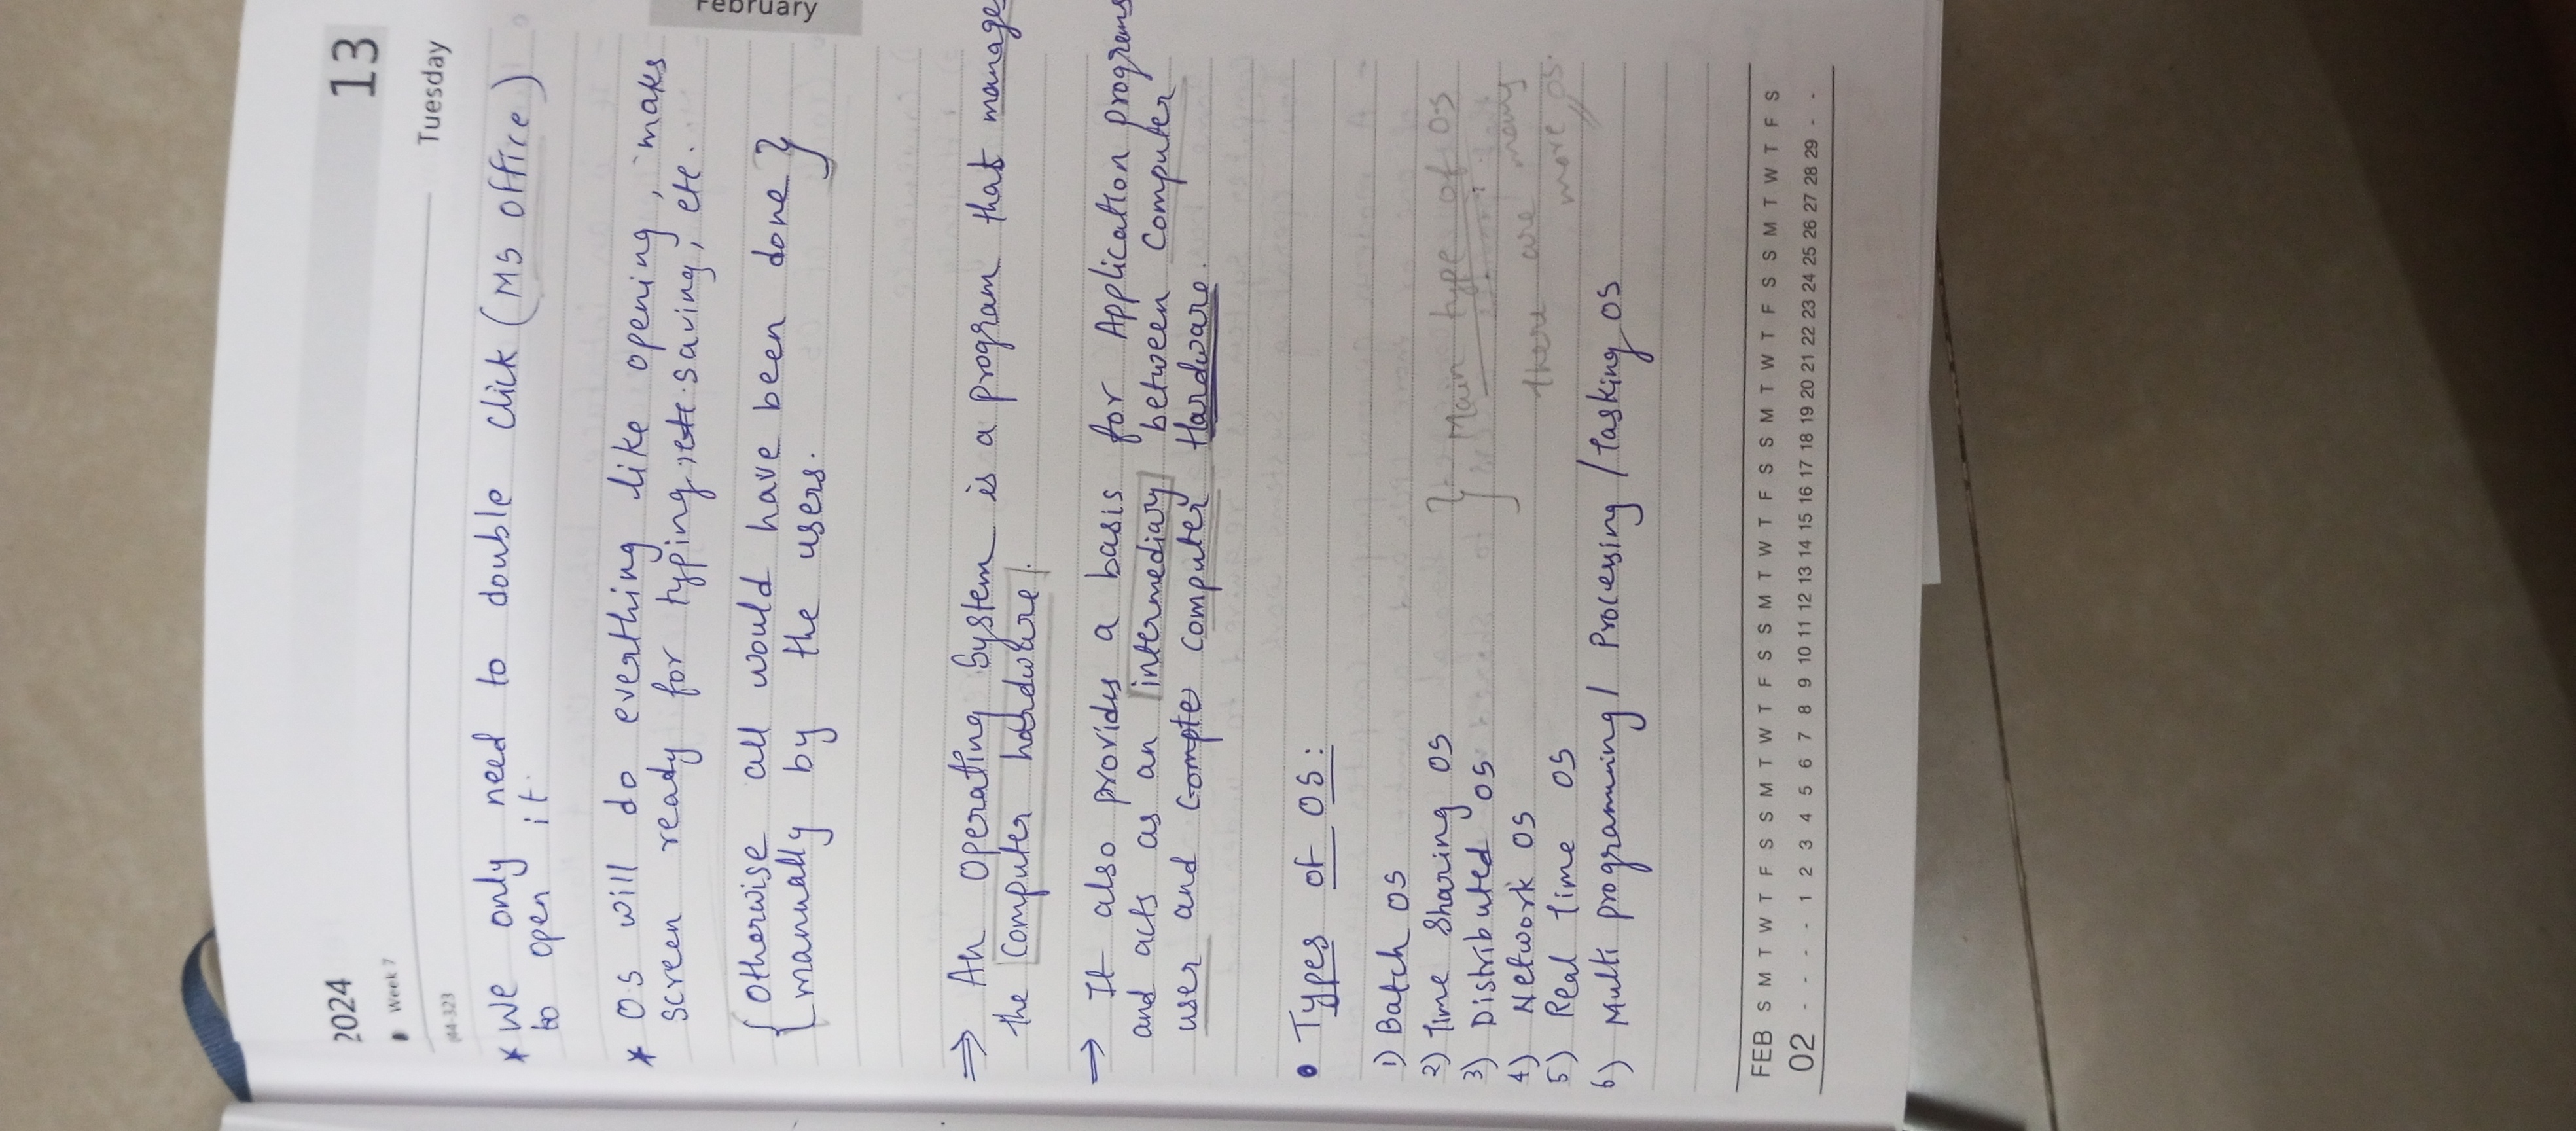 February
2024 13
Week 7 Tuesday
(44-323
* We only need to double click (MS office)
to open it.
* O.S will do everthing like opening, maks
screen ready for typing, etc. saving, etc.
{ Otherwise all would have been done }
manually by the users.
⇒ An Operating System is a program that manages
the Computer hardware.
→ It also provides a basis for Application programs
and acts as an intermediary between Computer
user and compte computer Hardware.
• Types of OS:
1) Batch OS
2) Time Sharing OS } Main type of OS
3) Distributed OS
4) Network OS there are many
5) Real Time OS more OS.
6) Multi programming / Processing / Tasking OS
FEB S M T W T F S S M T W T F S S M T W T F S S M T W T F S S M T W T F S
02 - - - - 1 2 3 4 5 6 7 8 9 10 11 12 13 14 15 16 17 18 19 20 21 22 23 24 25 26 27 28 29 - -